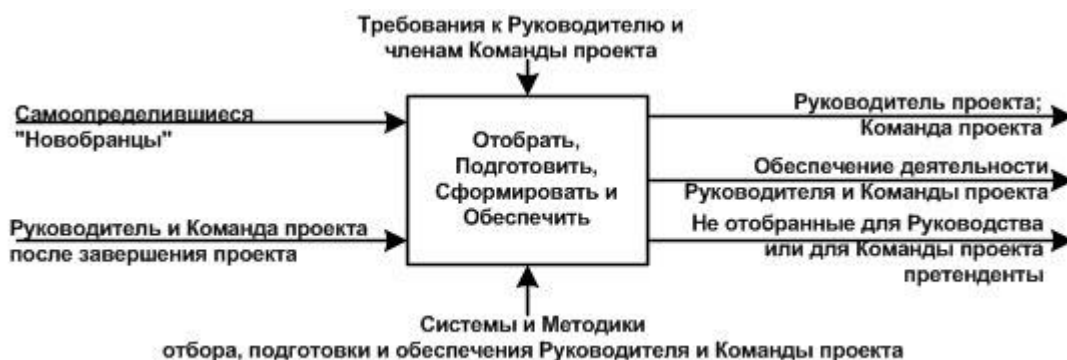 Требования к Руководителю и
членам Команды проекта
Самоопределившиеся
"Новобранцы"
Руководитель и Команда проекта
после завершения проекта
Отобрать,
Подготовить,
Сформировать и
Обеспечить
Руководитель проекта;
Команда проекта
Обеспечение деятельности
Руководителя и Команды проекта
Не отобранные для Руководства
или для Команды проекта
претенденты
Системы и Методики
отбора, подготовки и обеспечения Руководителя и Команды проекта